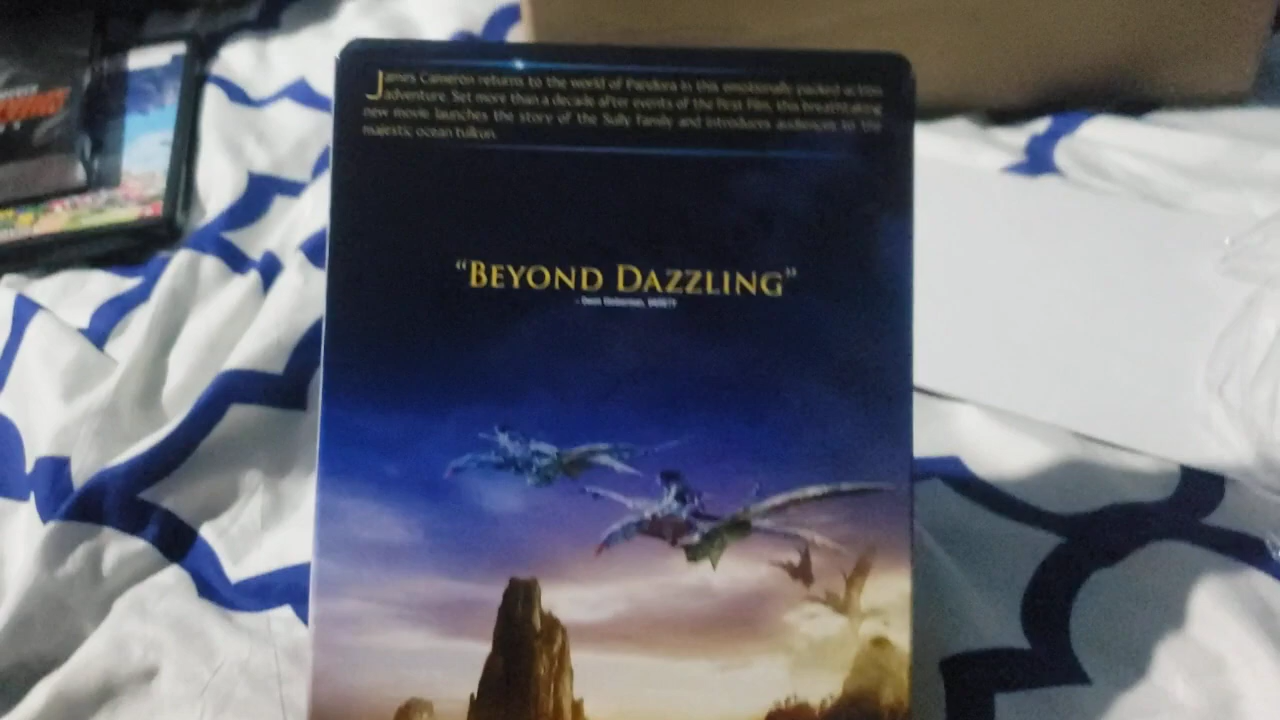 James Cameron returns to the world of Pandora in this emotionally packed action
adventure. Set more than a decade after events of the First Film, this breathtaking
new movie launches the story of the Sully Family and introduces audiences to the
majestic ocean tulkun.
“BEYOND DAZZLING”
VARIETY